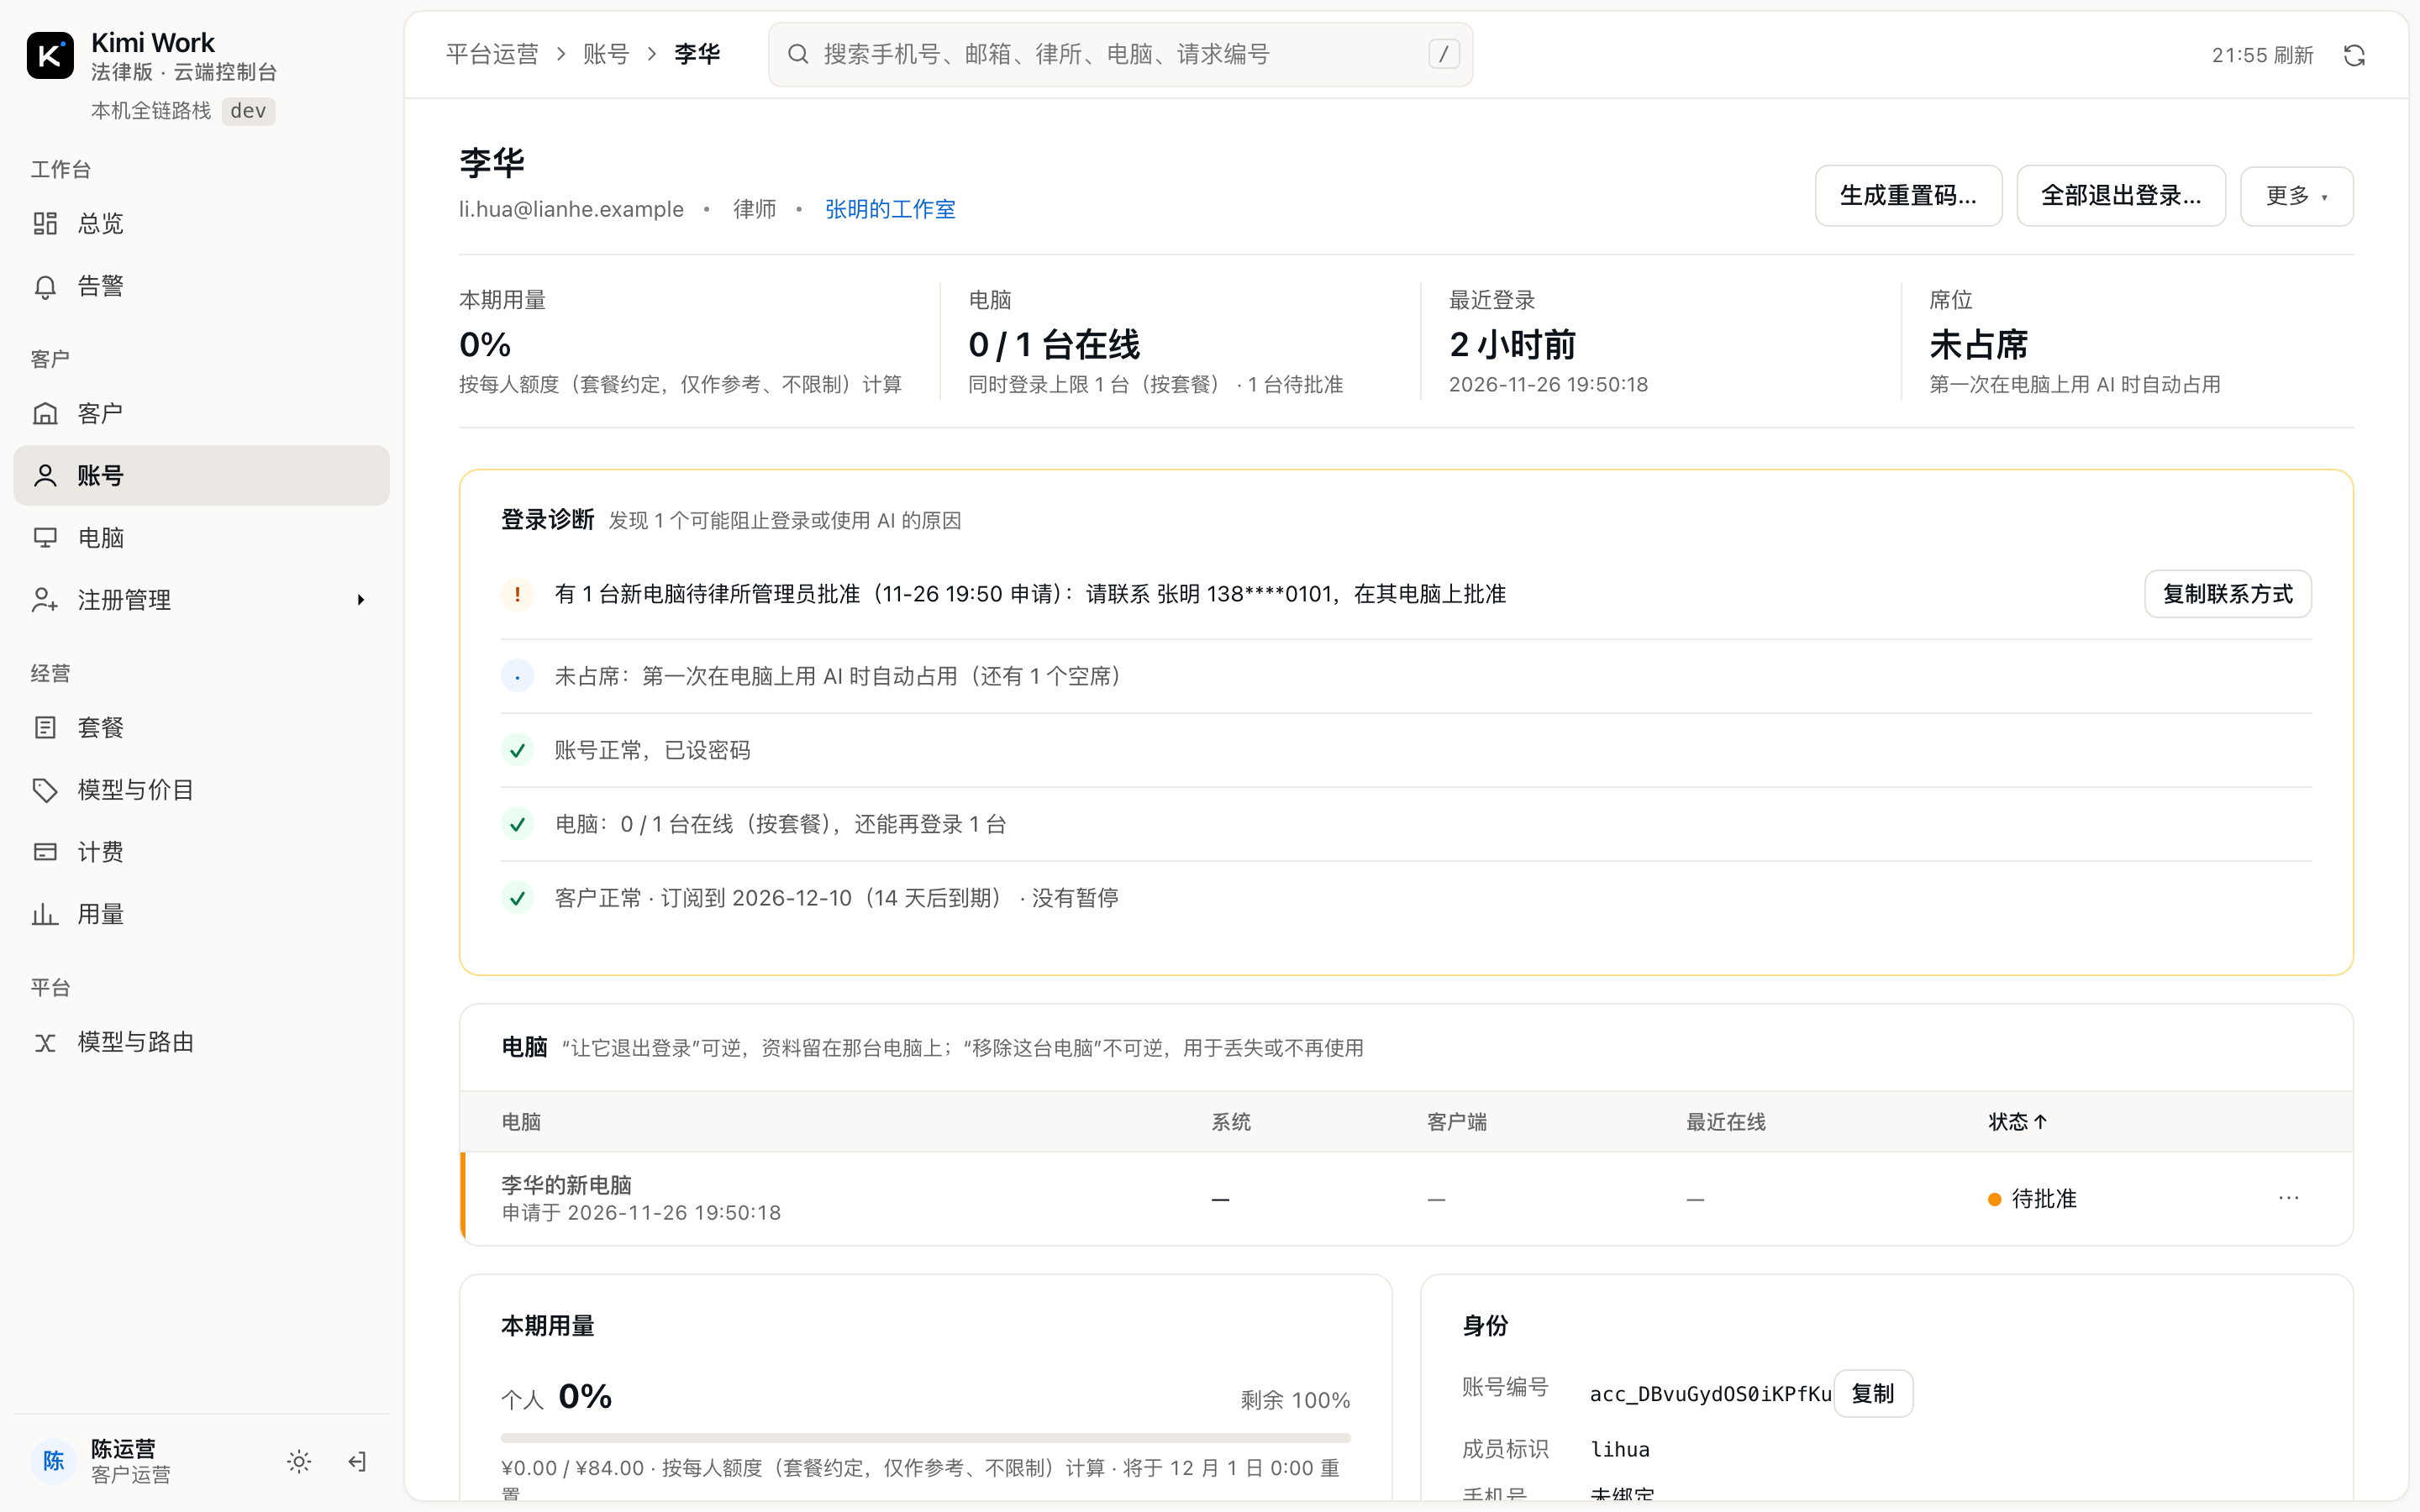 Kimi Work
法律版 · 云端控制台
本机全链路栈 dev
工作台
总览
告警
客户
客户
账号
电脑
注册管理
经营
套餐
模型与价目
计费
用量
平台
模型与路由
陈 陈运营
客户运营
平台运营 > 账号 > 李华
搜索手机号、邮箱、律所、电脑、请求编号 /
21:55 刷新
李华
li.hua@lianhe.example • 律师 • 张明的工作室
生成重置码... 全部退出登录... 更多
本期用量
0%
按每人额度（套餐约定，仅作参考、不限制）计算
电脑
0 / 1 台在线
同时登录上限 1 台（按套餐） · 1 台待批准
最近登录
2 小时前
2026-11-26 19:50:18
席位
未占席
第一次在电脑上用 AI 时自动占用
登录诊断 发现 1 个可能阻止登录或使用 AI 的原因
! 有 1 台新电脑待律所管理员批准（11-26 19:50 申请）：请联系 张明 138****0101，在其电脑上批准 复制联系方式
· 未占席：第一次在电脑上用 AI 时自动占用（还有 1 个空席）
账号正常，已设密码
电脑：0 / 1 台在线（按套餐），还能再登录 1 台
客户正常 · 订阅到 2026-12-10（14 天后到期） · 没有暂停
电脑 “让它退出登录”可逆，资料留在那台电脑上；“移除这台电脑”不可逆，用于丢失或不再使用
电脑 系统 客户端 最近在线 状态 ↑
李华的新电脑
申请于 2026-11-26 19:50:18
— — — 待批准 ...
本期用量
个人 0% 剩余 100%
¥0.00 / ¥84.00 · 按每人额度（套餐约定，仅作参考、不限制）计算 · 将于 12 月 1 日 0:00 重
置
身份
账号编号 acc_DBvuGydOS0iKPfKu 复制
成员标识 lihua
手机号 未绑定